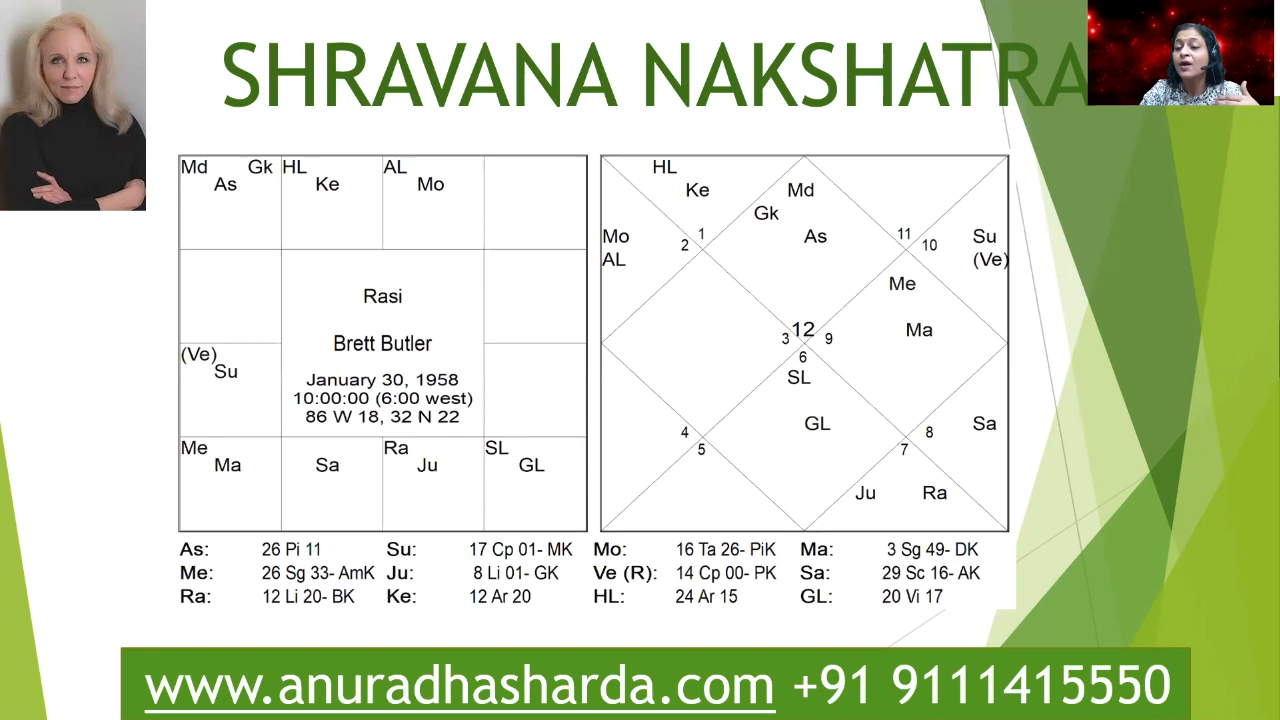 SHRAVANA NAKSHATRA
Md Gk HL AL
As Ke Mo
Rasi
Brett Butler
(Ve)
Su
January 30, 1958
10:00:00 (6:00 west)
86 W 18, 32 N 22
Me Ra SL
Ma Sa Ju GL
HL
Ke Md
Gk
Mo 2 1 As 11 10 Su
AL (Ve)
Me
12 Ma
3 9
6
SL
GL 8 Sa
4 5 7
Ju Ra
As: 26 Pi 11 Su: 17 Cp 01- MK Mo: 16 Ta 26- PiK Ma: 3 Sg 49- DK
Me: 26 Sg 33- AmK Ju: 8 Li 01- GK Ve (R): 14 Cp 00- PK Sa: 29 Sc 16- AK
Ra: 12 Li 20- BK Ke: 12 Ar 20 HL: 24 Ar 15 GL: 20 Vi 17
www.anuradhasharda.com +91 9111415550